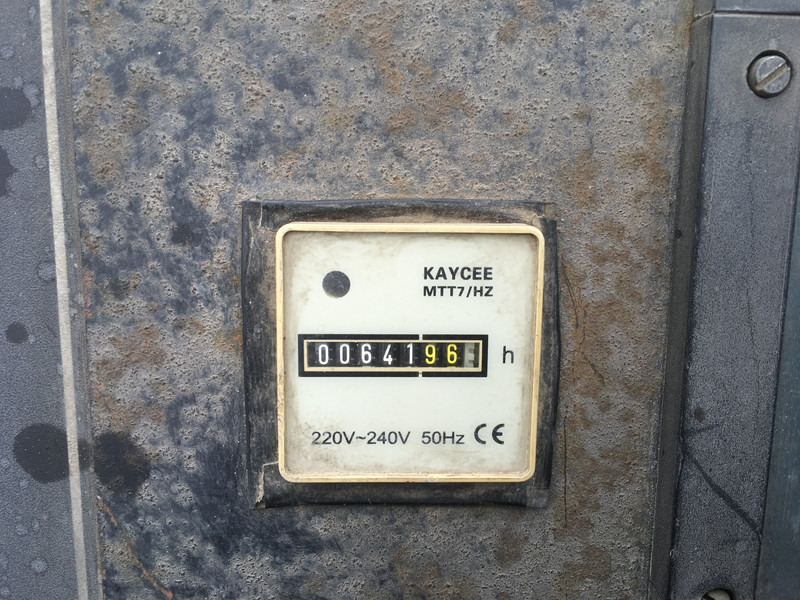 KAYCEE
MTT7/HZ
0064196 h
220V~240V 50Hz CE